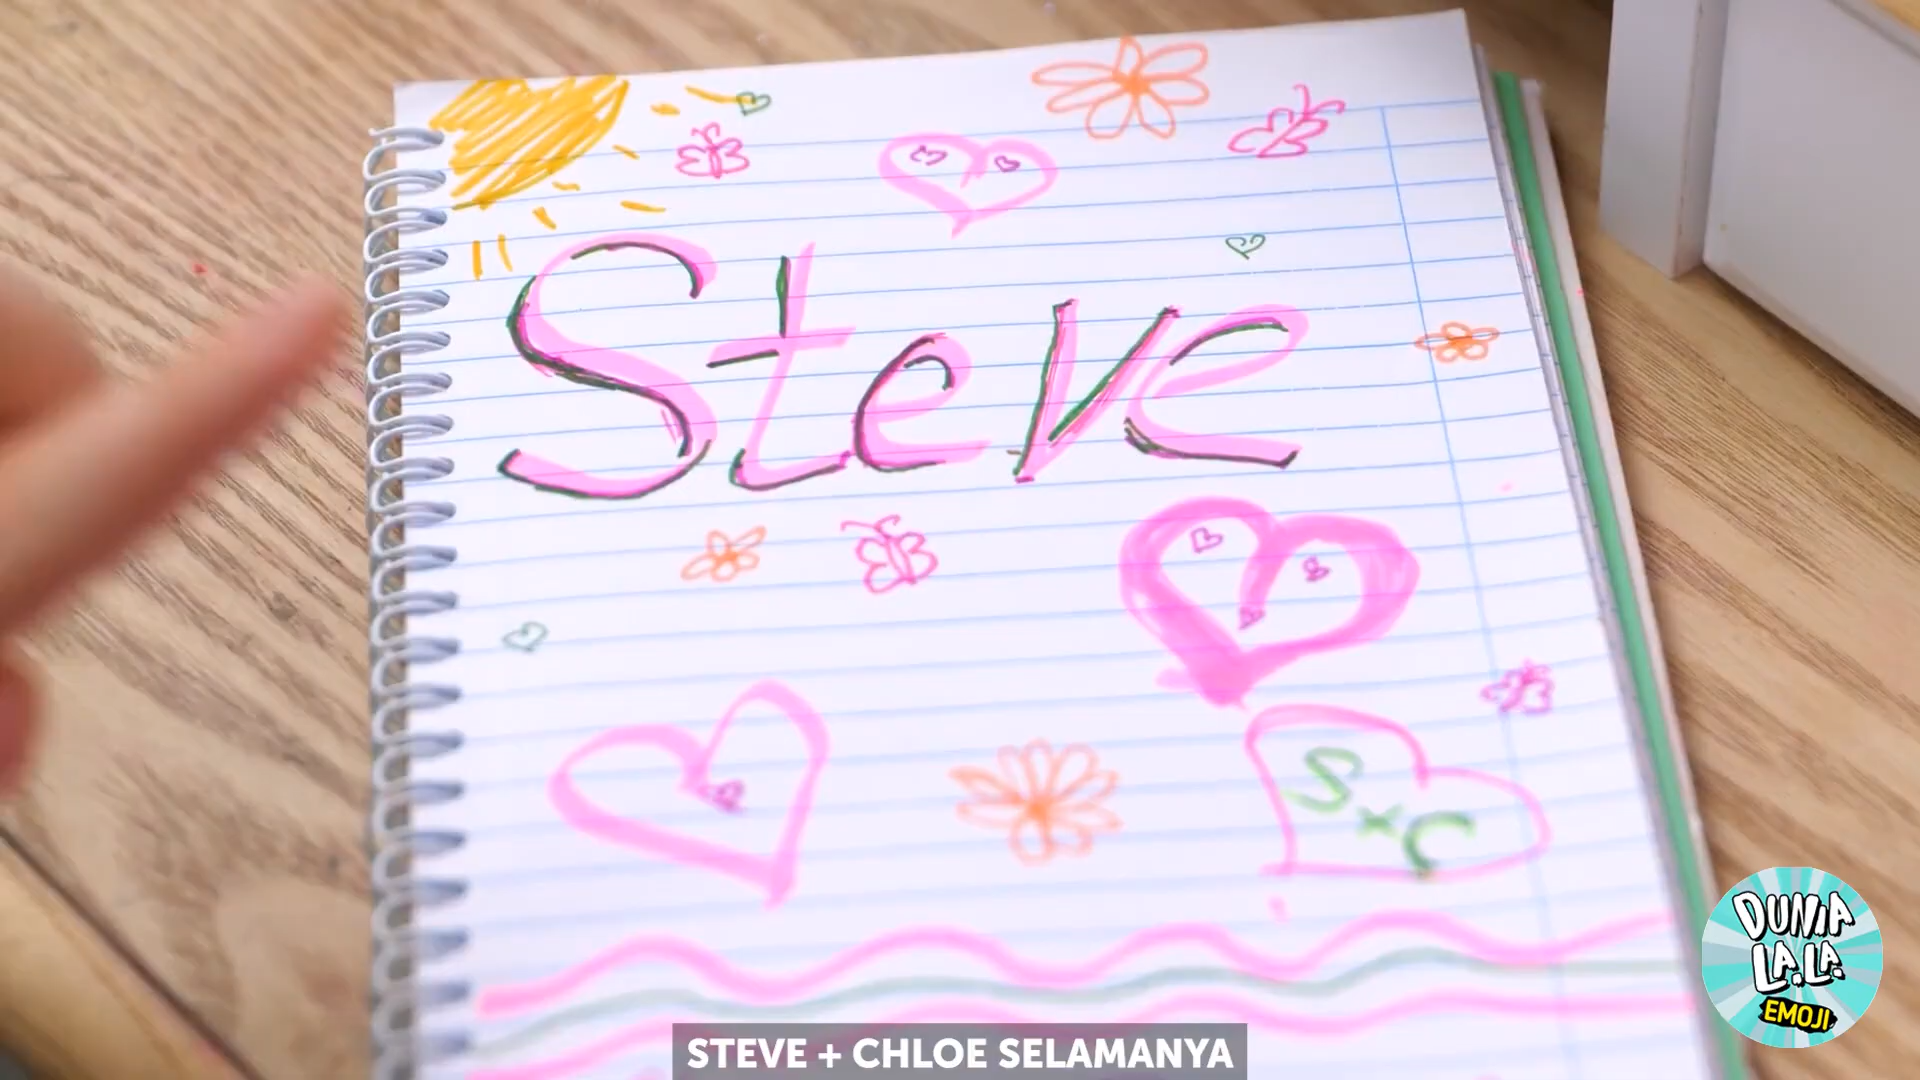 Steve
S x C
DUNIA
LA LA
EMOJI
STEVE + CHLOE SELAMANYA